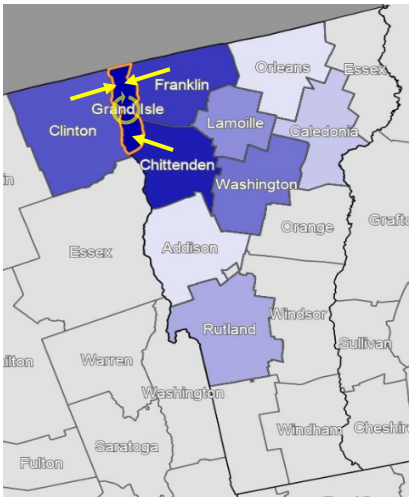 Orleans
Essex
Franklin
Grand Isle
Lamoille
Clinton
Caledonia
Chittenden
Washington
Essex
Addison
Orange
Rutland
Windsor
Sullivan
Warren
Washington
Saratoga
Windham
Cheshire
Fulton